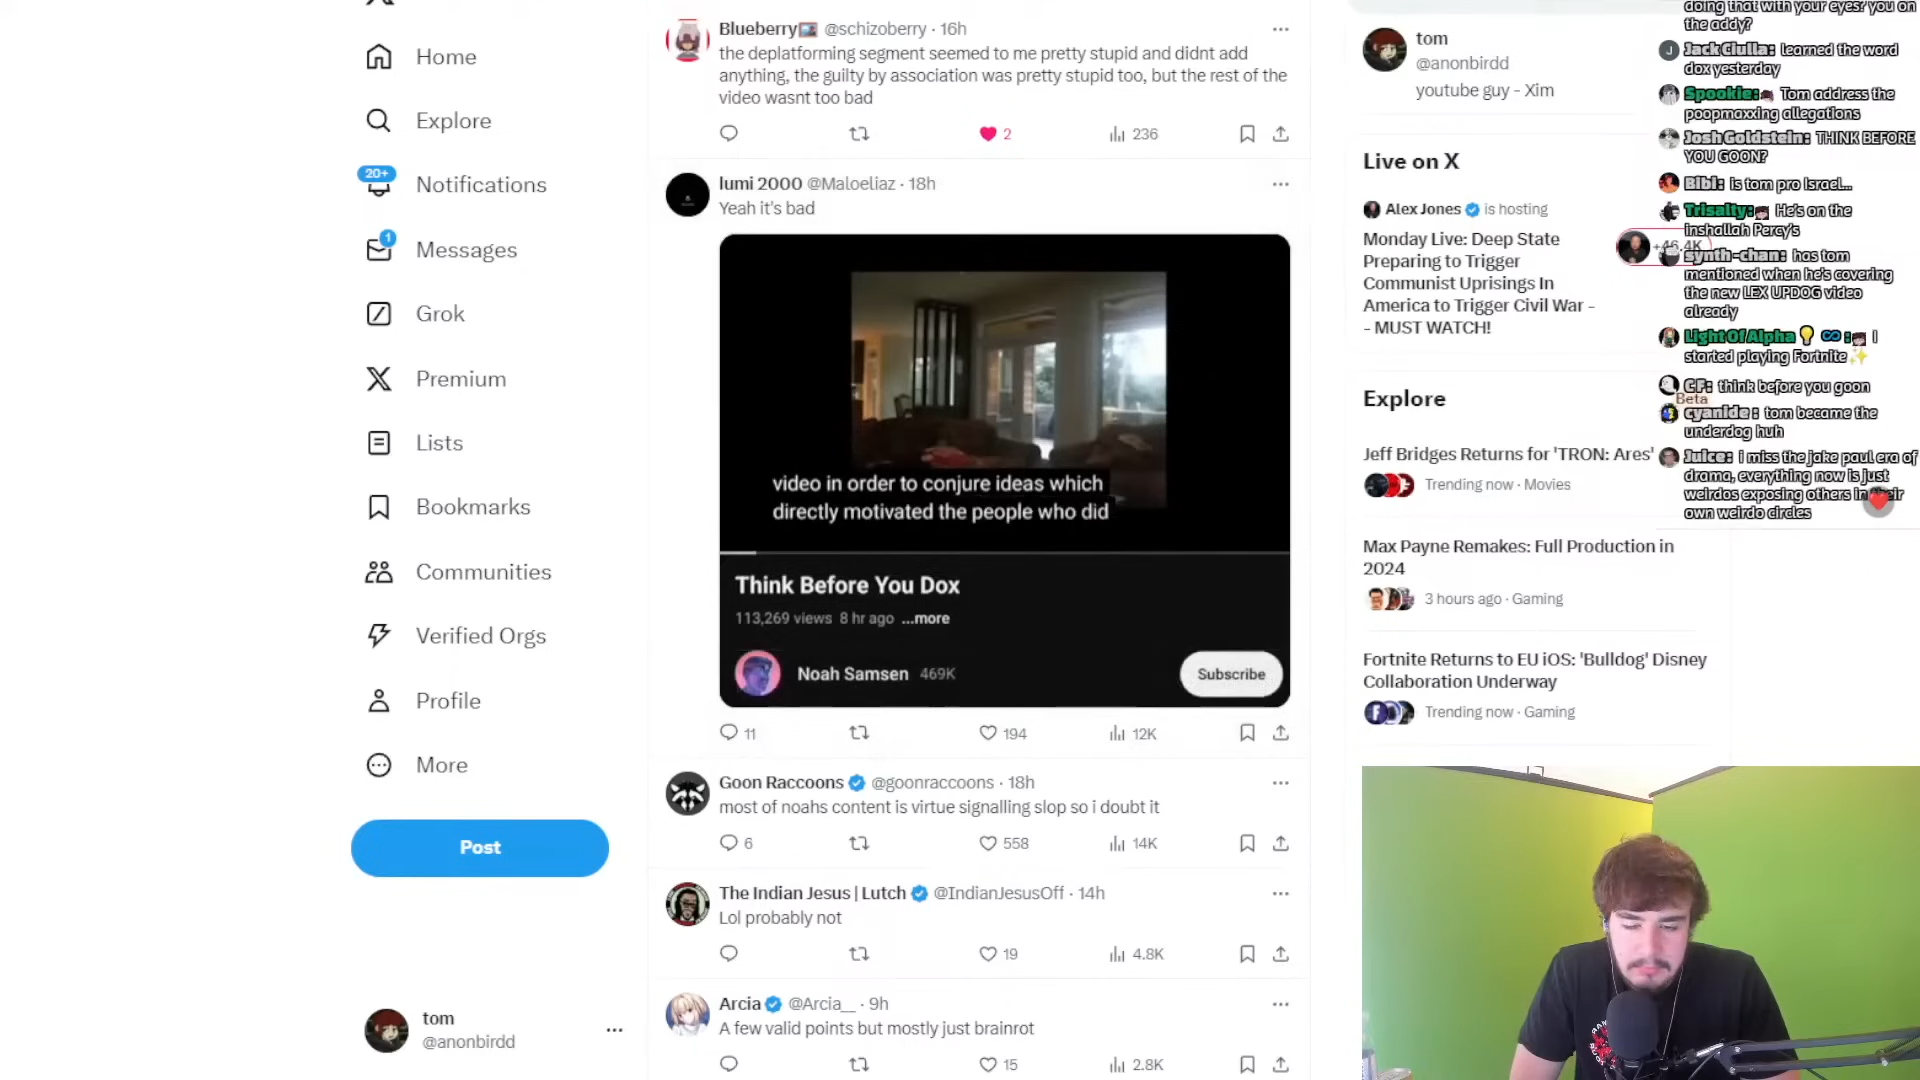 Home
Explore
20+
Notifications
1
Messages
Grok
Premium
Lists
Bookmarks
Communities
Verified Orgs
Profile
More
Post
tom
@anonbirdd
Blueberry @schizoberry · 16h
the deplatforming segment seemed to me pretty stupid and didnt add
anything, the guilty by association was pretty stupid too, but the rest of the
video wasnt too bad
2
236
lumi 2000 @Maloeliaz · 18h
Yeah it's bad
video in order to conjure ideas which
directly motivated the people who did
Think Before You Dox
113,269 views 8 hr ago ...more
Noah Samsen 469K
Subscribe
11
194
12K
Goon Raccoons @goonraccoons · 18h
most of noahs content is virtue signalling slop so i doubt it
6
558
14K
The Indian Jesus | Lutch @IndianJesusOff · 14h
Lol probably not
19
4.8K
Arcia @Arcia__ · 9h
A few valid points but mostly just brainrot
15
2.8K
tom
@anonbirdd
youtube guy - Xim
Live on X
Alex Jones is hosting
Monday Live: Deep State
Preparing to Trigger
Communist Uprisings In
America to Trigger Civil War -
- MUST WATCH!
+46.4K
Explore
Beta
Jeff Bridges Returns for 'TRON: Ares'
Trending now · Movies
Max Payne Remakes: Full Production in
2024
3 hours ago · Gaming
Fortnite Returns to EU iOS: 'Bulldog' Disney
Collaboration Underway
Trending now · Gaming
doing that with your eyes? you on
the addy?
J
Jack Ciulla: learned the word
dox yesterday
Spookie: Tom address the
poopmaxxing allegations
Josh Goldstein: THINK BEFORE
YOU GOON?
Bibi: is tom pro Israel...
Trisalty: He's on the
inshallah Percy's
synth-chan: has tom
mentioned when he's covering
the new LEX UPDOG video
already
Light Of Alpha: I
started playing Fortnite
CF: think before you goon
cyanide: tom became the
underdog huh
Juice: i miss the jake paul era of
drama, everything now is just
weirdos exposing others in their
own weirdo circles